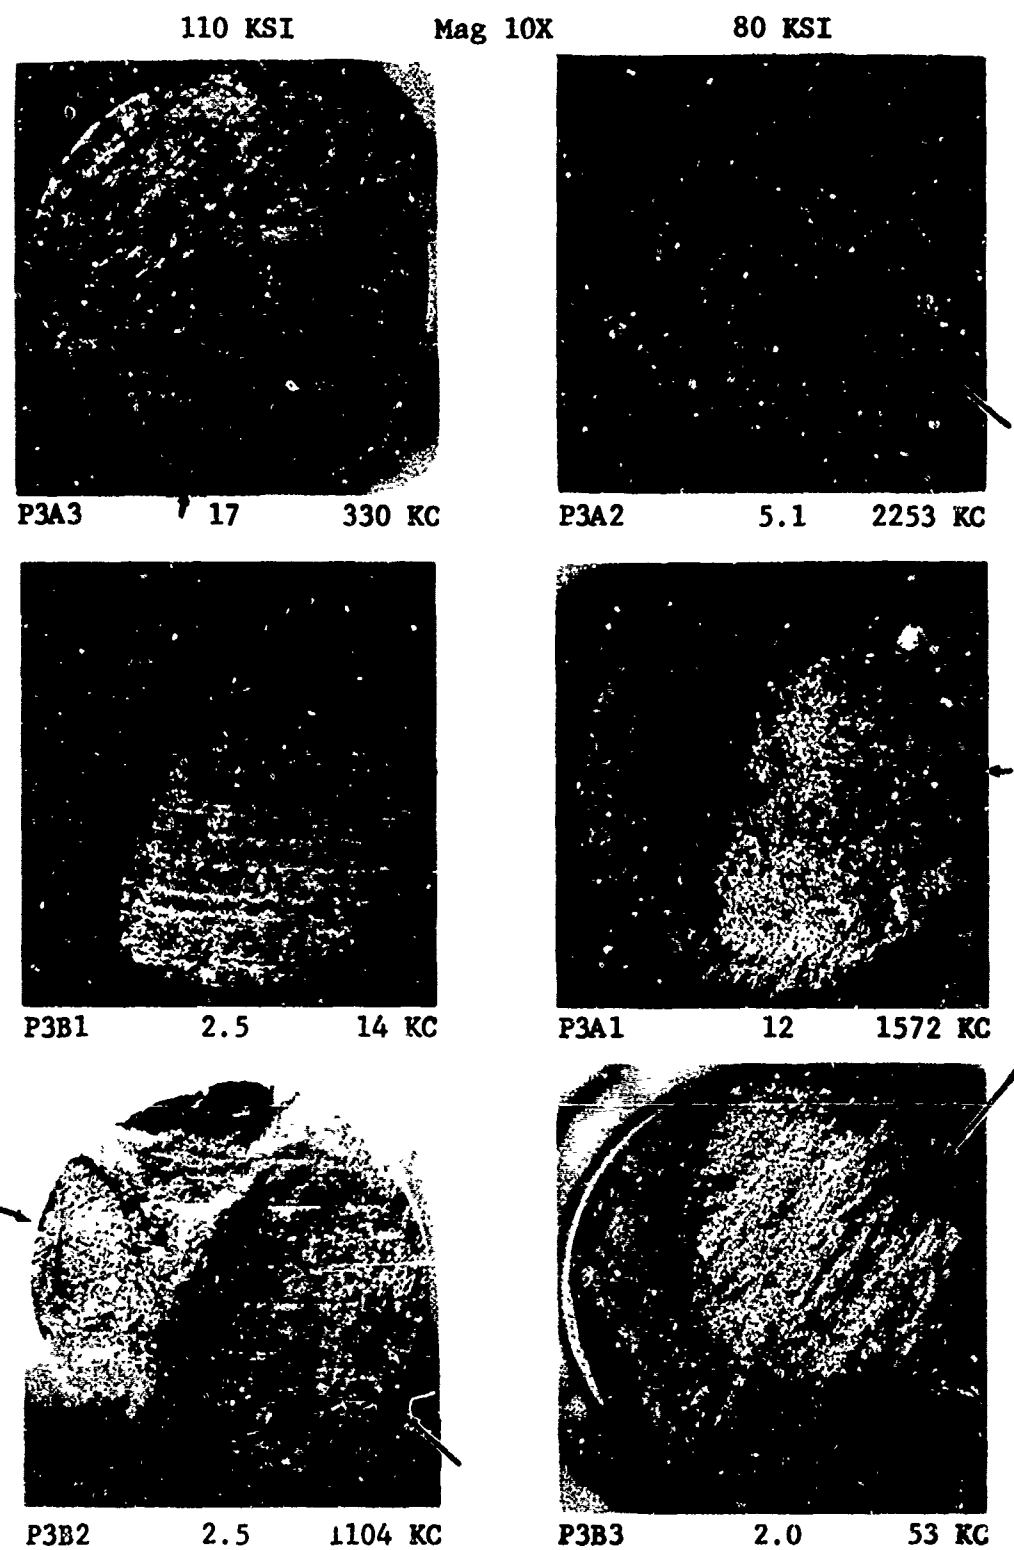 110 KSI Mag 10X 80 KSI
P3A3 17 330 KC P3A2 5.1 2253 KC
P3B1 2.5 14 KC P3A1 12 1572 KC
P3B2 2.5 1104 KC P3B3 2.0 53 KC